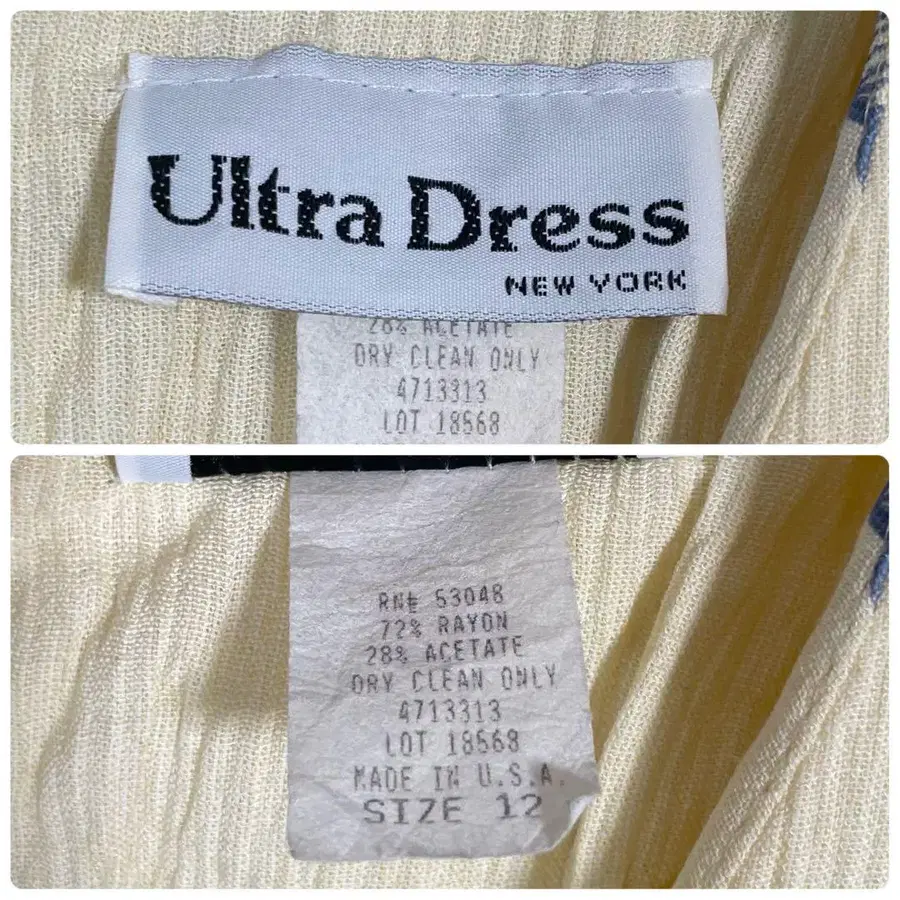 Ultra Dress
NEW YORK
28% ACETATE
DRY CLEAN ONLY
4713313
LOT 18568
RN# 53048
72% RAYON
28% ACETATE
DRY CLEAN ONLY
4713313
LOT 18568
MADE IN U.S.A.
SIZE 12